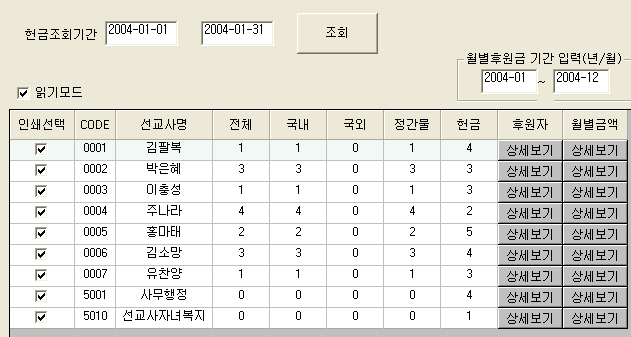 헌금조회기간 2004-01-01 2004-01-31 조회
월별후원금 기간 입력(년/월)
2004-01 ~ 2004-12
읽기모드
인쇄선택 CODE 선교사명 전체 국내 국외 정간물 헌금 후원자 월별금액
0001 김팔복 1 1 0 1 4 상세보기 상세보기
0002 박은혜 3 3 0 3 3 상세보기 상세보기
0003 이충성 1 1 0 1 3 상세보기 상세보기
0004 주나라 4 4 0 4 2 상세보기 상세보기
0005 홍마태 2 2 0 2 5 상세보기 상세보기
0006 김소망 3 3 0 3 4 상세보기 상세보기
0007 유찬양 1 1 0 1 3 상세보기 상세보기
5001 사무행정 0 0 0 0 4 상세보기 상세보기
5010 선교사자녀복지 0 0 0 0 1 상세보기 상세보기